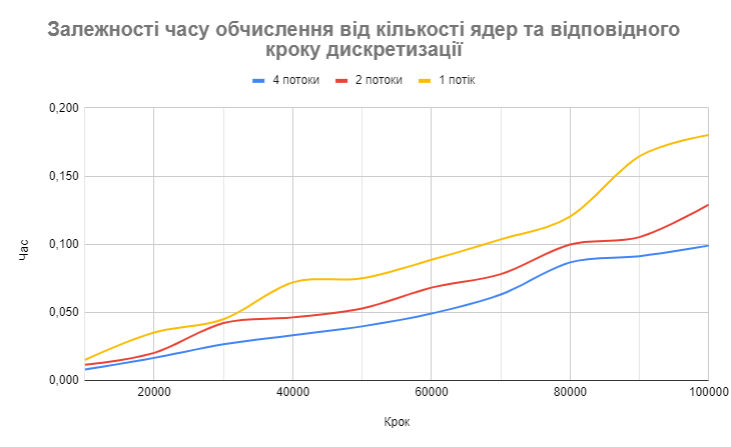 Залежності часу обчислення від кількості ядер та відповідного
кроку дискретизації
4 потоки 2 потоки 1 потік
0,200
0,150
0,100
0,050
0,000
Час
20000 40000 60000 80000 100000
Крок